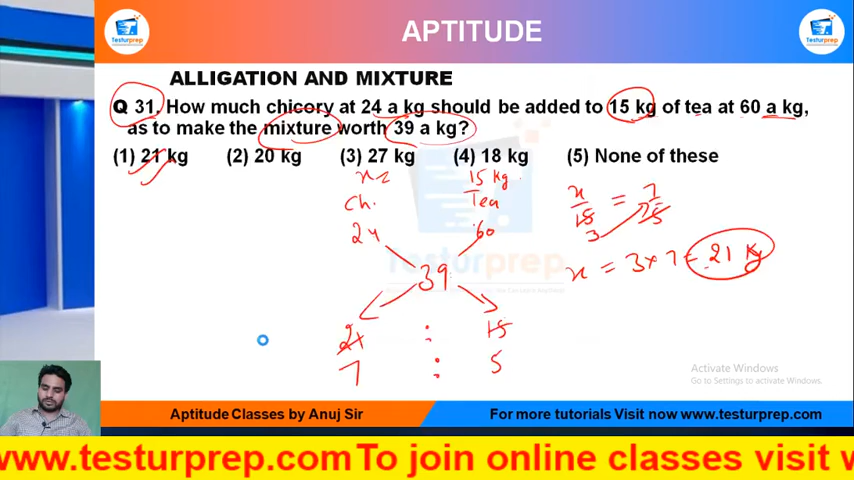 Testurprep
APTITUDE
Testurprep
ALLIGATION AND MIXTURE
Q 31. How much chicory at 24 a kg should be added to 15 kg of tea at 60 a kg,
as to make the mixture worth 39 a kg?
(1) 21 kg (2) 20 kg (3) 27 kg (4) 18 kg (5) None of these
15 Kg
Ch. Tea
24 60
39
21 : 15
7 : 5
x/15 = 7/5
3
x = 3 x 7 = 21 Kg
Testurprep
Activate Windows
Go to Settings to activate Windows.
Aptitude Classes by Anuj Sir For more tutorials Visit now www.testurprep.com
www.testurprep.com To join online classes visit w